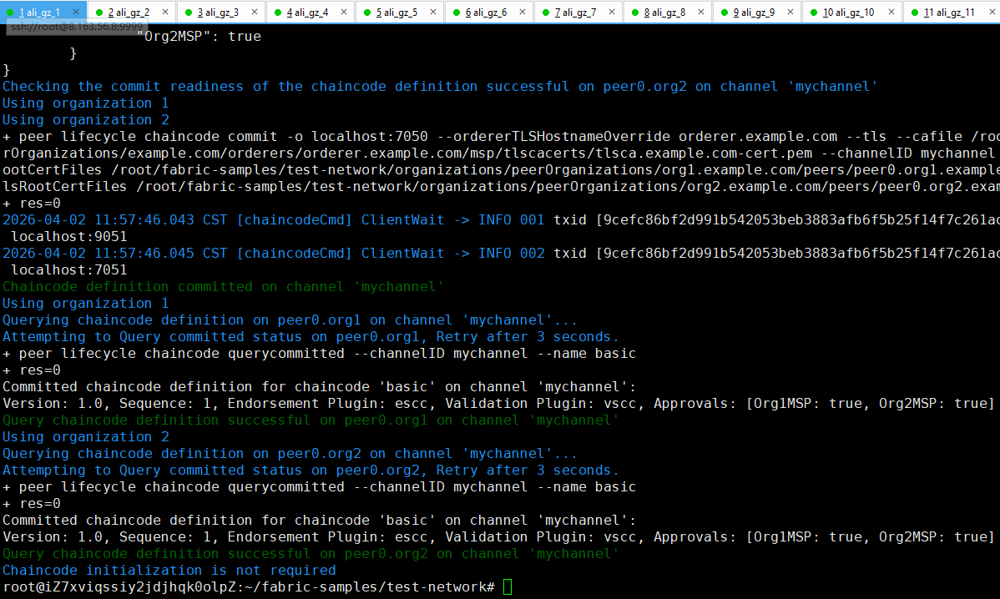 1 ali_gz_1 × 2 ali_gz_2 × 3 ali_gz_3 × 4 ali_gz_4 × 5 ali_gz_5 × 6 ali_gz_6 × 7 ali_gz_7 × 8 ali_gz_8 × 9 ali_gz_9 × 10 ali_gz_10 × 11 ali_gz_11 ×
ssh://root@8.163.56.8:9999
"Org2MSP": true
}
}
Checking the commit readiness of the chaincode definition successful on peer0.org2 on channel 'mychannel'
Using organization 1
Using organization 2
+ peer lifecycle chaincode commit -o localhost:7050 --ordererTLSHostnameOverride orderer.example.com --tls --cafile /roo
rOrganizations/example.com/orderers/orderer.example.com/msp/tlscacerts/tlsca.example.com-cert.pem --channelID mychannel
ootCertFiles /root/fabric-samples/test-network/organizations/peerOrganizations/org1.example.com/peers/peer0.org1.example
lsRootCertFiles /root/fabric-samples/test-network/organizations/peerOrganizations/org2.example.com/peers/peer0.org2.exam
+ res=0
2026-04-02 11:57:46.043 CST [chaincodeCmd] ClientWait -> INFO 001 txid [9cefc86bf2d991b542053beb3883afb6f5b25f14f7c261ac
localhost:9051
2026-04-02 11:57:46.045 CST [chaincodeCmd] ClientWait -> INFO 002 txid [9cefc86bf2d991b542053beb3883afb6f5b25f14f7c261ac
localhost:7051
Chaincode definition committed on channel 'mychannel'
Using organization 1
Querying chaincode definition on peer0.org1 on channel 'mychannel'...
Attempting to Query committed status on peer0.org1, Retry after 3 seconds.
+ peer lifecycle chaincode querycommitted --channelID mychannel --name basic
+ res=0
Committed chaincode definition for chaincode 'basic' on channel 'mychannel':
Version: 1.0, Sequence: 1, Endorsement Plugin: escc, Validation Plugin: vscc, Approvals: [Org1MSP: true, Org2MSP: true]
Query chaincode definition successful on peer0.org1 on channel 'mychannel'
Using organization 2
Querying chaincode definition on peer0.org2 on channel 'mychannel'...
Attempting to Query committed status on peer0.org2, Retry after 3 seconds.
+ peer lifecycle chaincode querycommitted --channelID mychannel --name basic
+ res=0
Committed chaincode definition for chaincode 'basic' on channel 'mychannel':
Version: 1.0, Sequence: 1, Endorsement Plugin: escc, Validation Plugin: vscc, Approvals: [Org1MSP: true, Org2MSP: true]
Query chaincode definition successful on peer0.org2 on channel 'mychannel'
Chaincode initialization is not required
root@iZ7xviqssiy2jdjhqk0olpZ:~/fabric-samples/test-network#